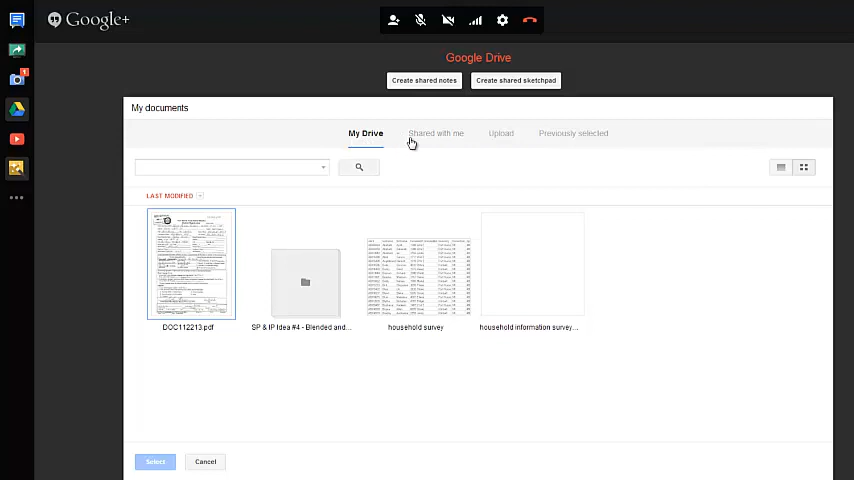 Google+
1
Google Drive
Create shared notes
Create shared sketchpad
My documents
My Drive
Shared with me
Upload
Previously selected
LAST MODIFIED
DOC112213.pdf
SP & IP Idea #4 - Blended and...
household survey
household information survey...
Select
Cancel